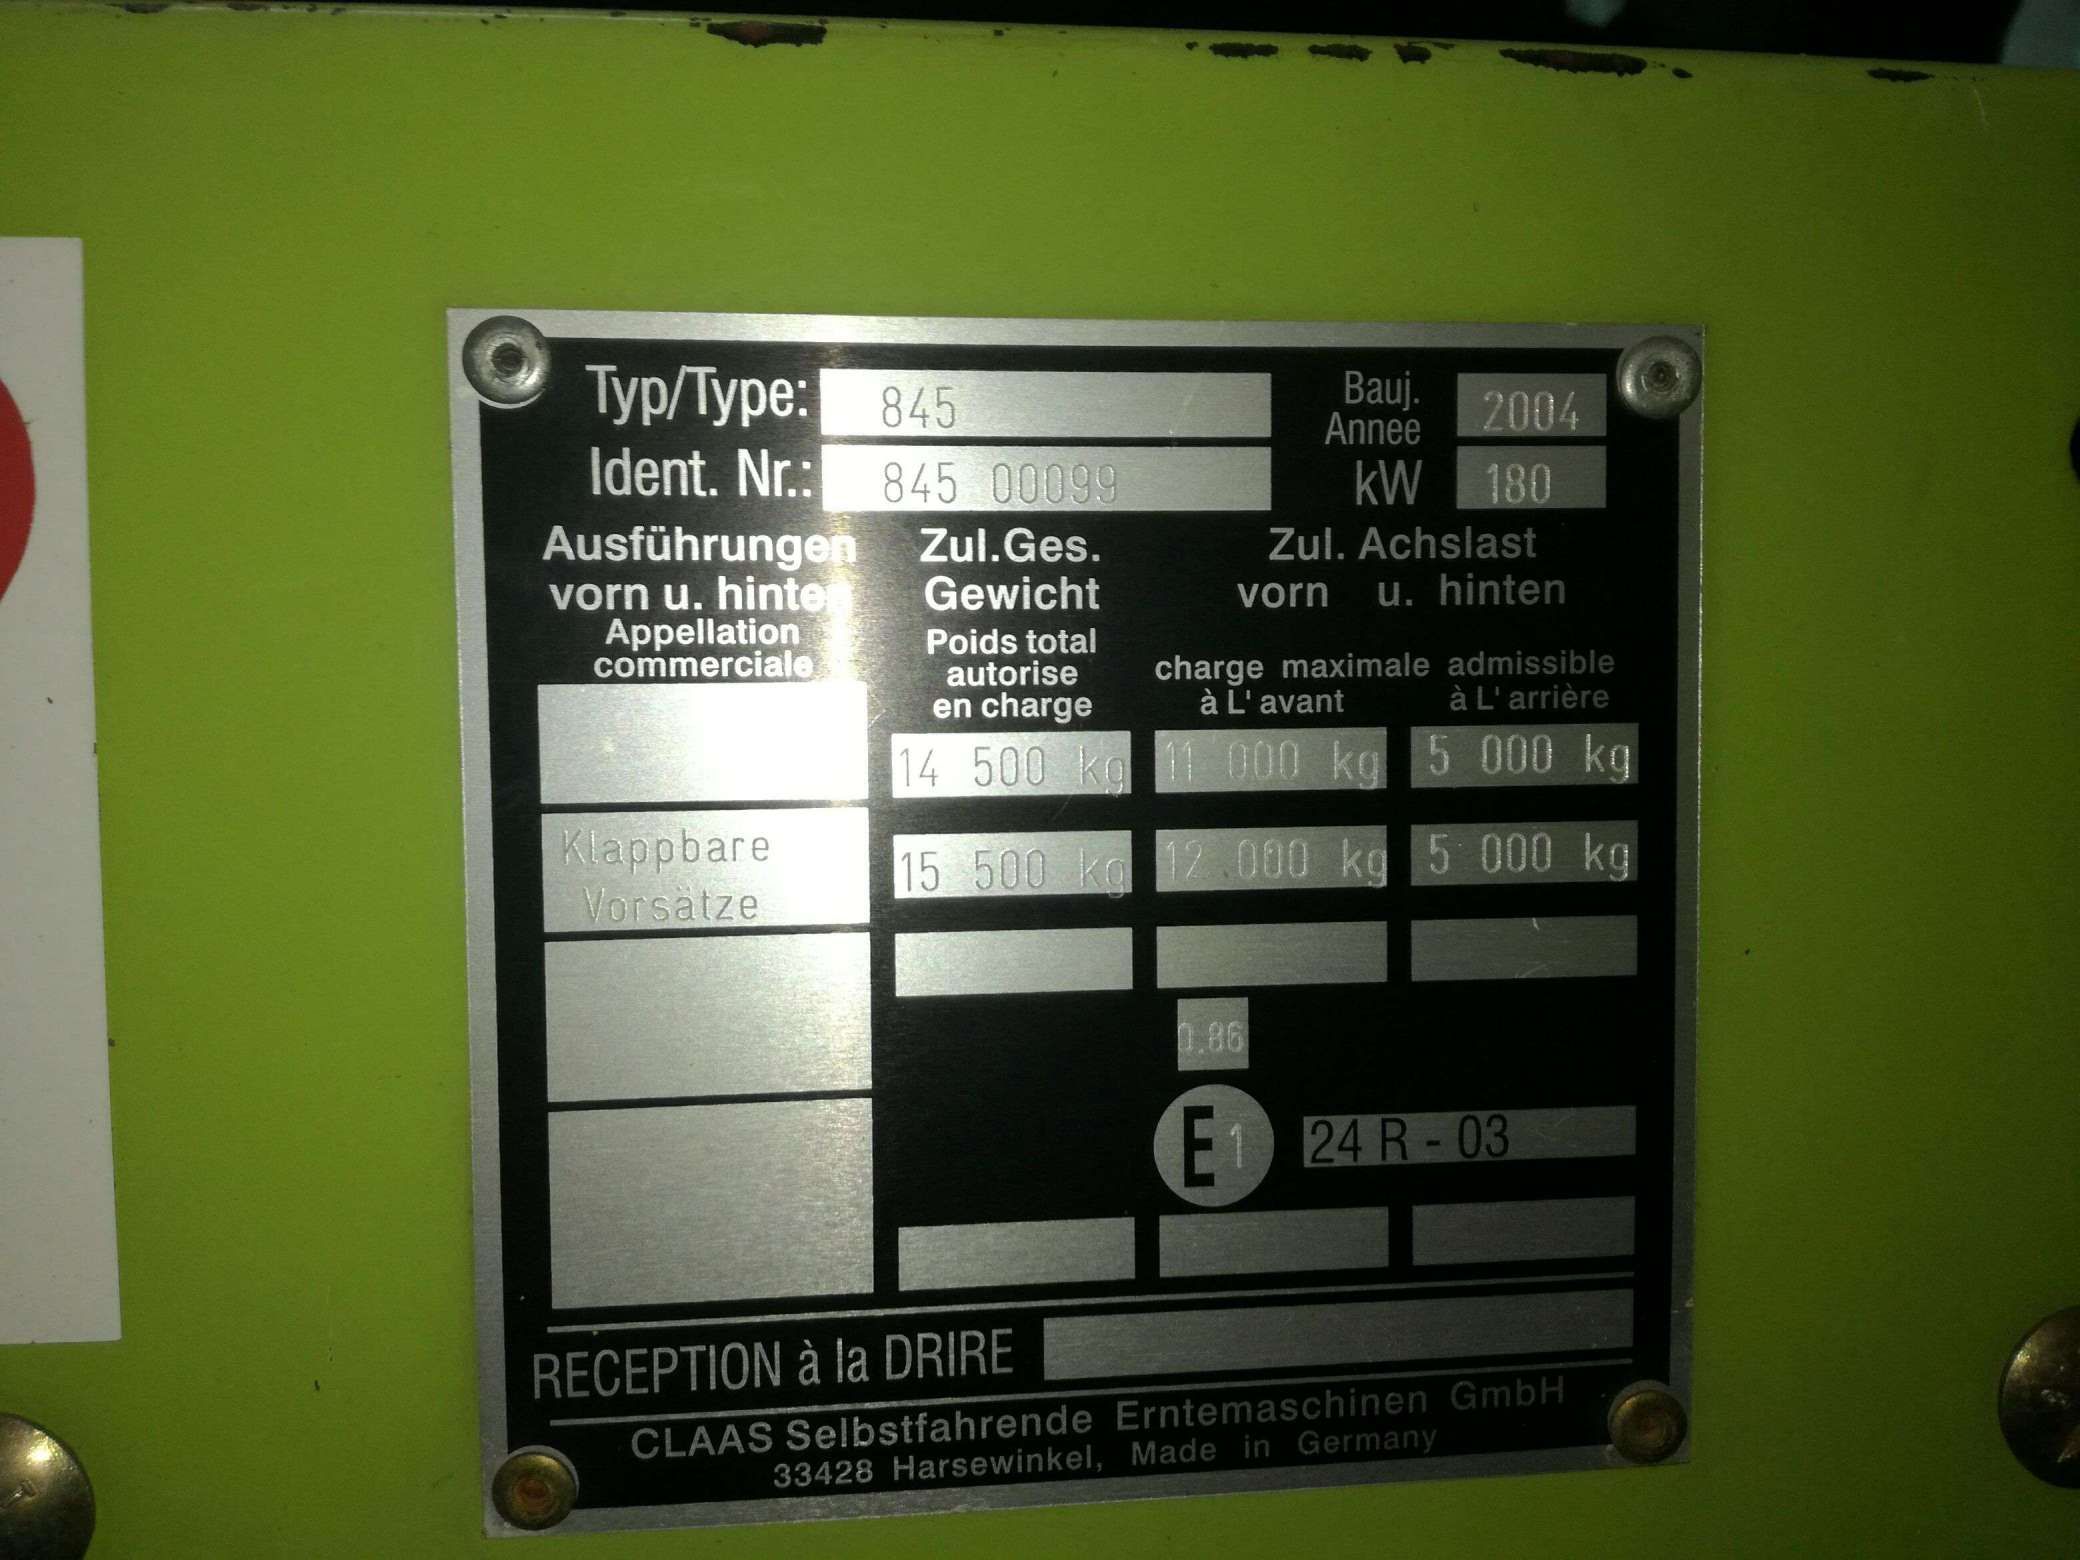 Typ/Type: 845
Bauj.
Annee 2004
Ident. Nr.: 845 00099
kW 180
Ausführungen
vorn u. hinten
Appellation
commerciale
Zul.Ges.
Gewicht
Poids total
autorise
en charge
Zul. Achslast
vorn u. hinten
charge maximale admissible
à L' avant à L' arrière
14 500 kg 11 000 kg 5 000 kg
Klappbare
Vorsätze
15 500 kg 12.000 kg 5 000 kg
0.86
E1 24 R - 03
RECEPTION à la DRIRE
CLAAS Selbstfahrende Erntemaschinen GmbH
33428 Harsewinkel, Made in Germany